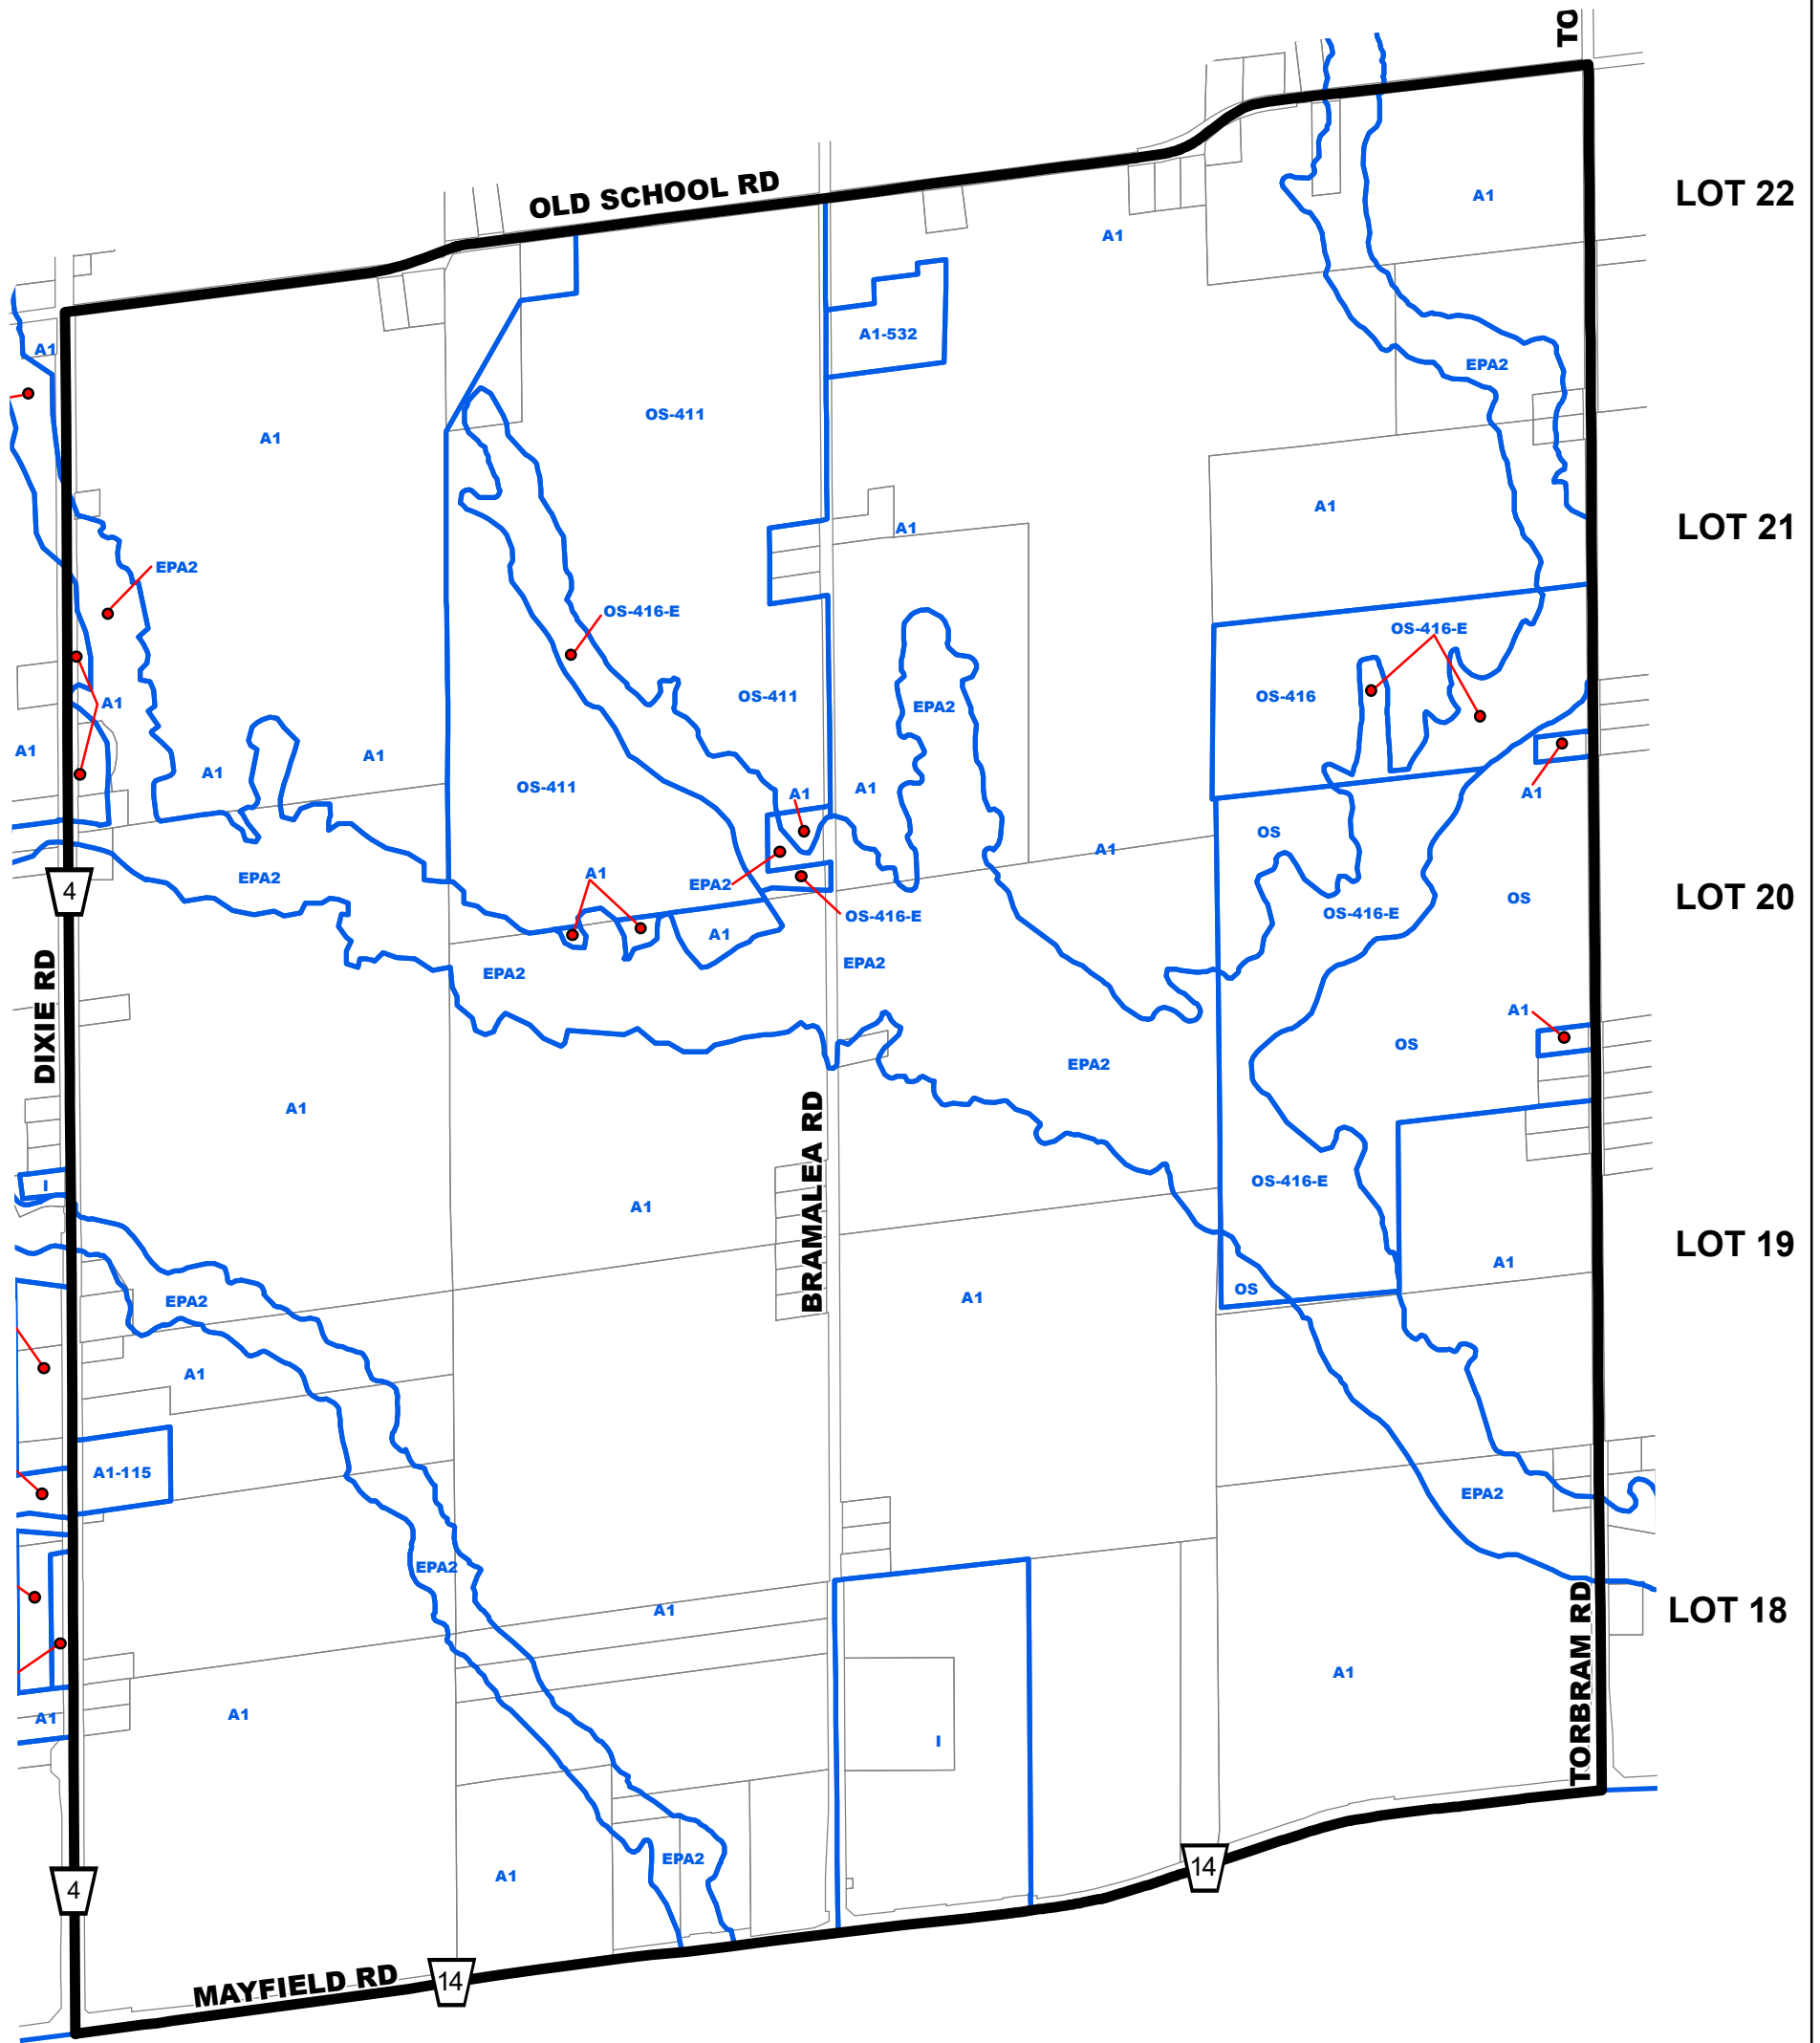 TO
LOT 22
A1
OLD SCHOOL RD
A1
A1-532
A1
EPA2
OS-411
A1
A1
LOT 21
A1
EPA2
OS-416-E
OS-416-E
OS-411
OS-416
EPA2
A1
A1
A1
A1
OS-411
A1
A1
A1
OS
A1
EPA2
A1
EPA2
OS-416-E
OS
LOT 20
4
OS-416-E
A1
EPA2
EPA2
A1
OS
DIXIE RD
EPA2
A1
BRAMALEA RD
I
OS-416-E
A1
LOT 19
A1
OS
EPA2
A1
A1
A1-115
EPA2
EPA2
A1
LOT 18
TORBRAM RD
A1
A1
A1
I
EPA2
14
A1
4
MAYFIELD RD
14